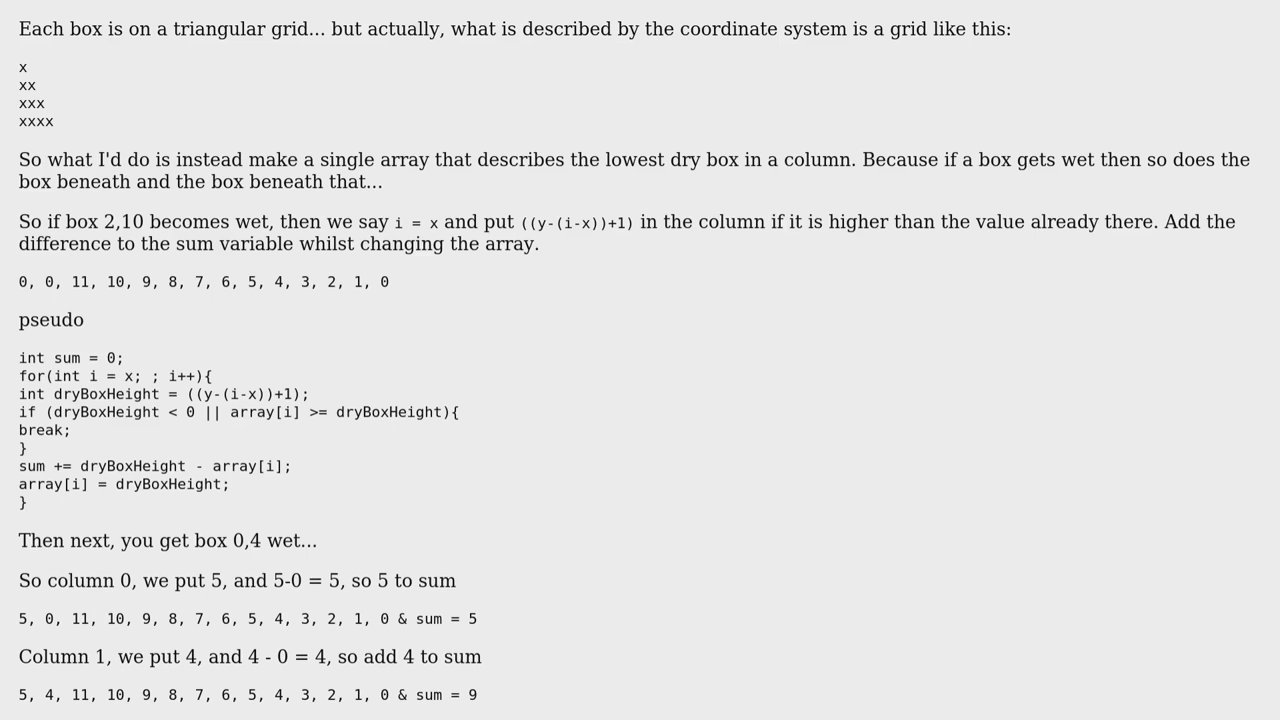 Each box is on a triangular grid... but actually, what is described by the coordinate system is a grid like this:
x
xx
xxx
xxxx
So what I'd do is instead make a single array that describes the lowest dry box in a column. Because if a box gets wet then so does the
box beneath and the box beneath that...
So if box 2,10 becomes wet, then we say i = x and put ((y-(i-x))+1) in the column if it is higher than the value already there. Add the
difference to the sum variable whilst changing the array.
0, 0, 11, 10, 9, 8, 7, 6, 5, 4, 3, 2, 1, 0
pseudo
int sum = 0;
for(int i = x; ; i++){
int dryBoxHeight = ((y-(i-x))+1);
if (dryBoxHeight < 0 || array[i] >= dryBoxHeight){
break;
}
sum += dryBoxHeight - array[i];
array[i] = dryBoxHeight;
}
Then next, you get box 0,4 wet...
So column 0, we put 5, and 5-0 = 5, so 5 to sum
5, 0, 11, 10, 9, 8, 7, 6, 5, 4, 3, 2, 1, 0 & sum = 5
Column 1, we put 4, and 4 - 0 = 4, so add 4 to sum
5, 4, 11, 10, 9, 8, 7, 6, 5, 4, 3, 2, 1, 0 & sum = 9